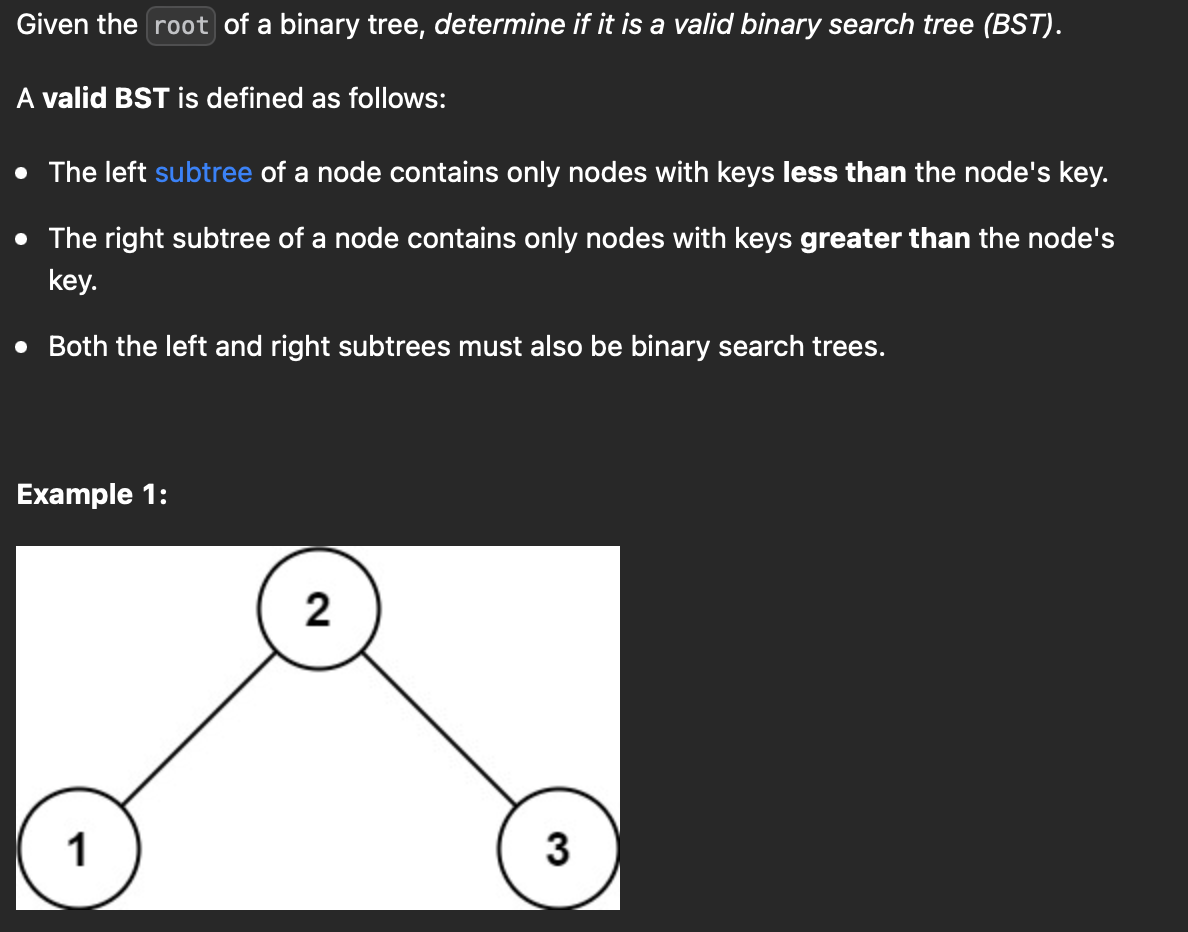 Given the root of a binary tree, determine if it is a valid binary search tree (BST).
A valid BST is defined as follows:
• The left subtree of a node contains only nodes with keys less than the node's key.
• The right subtree of a node contains only nodes with keys greater than the node's
key.
• Both the left and right subtrees must also be binary search trees.
Example 1:
2
1 3